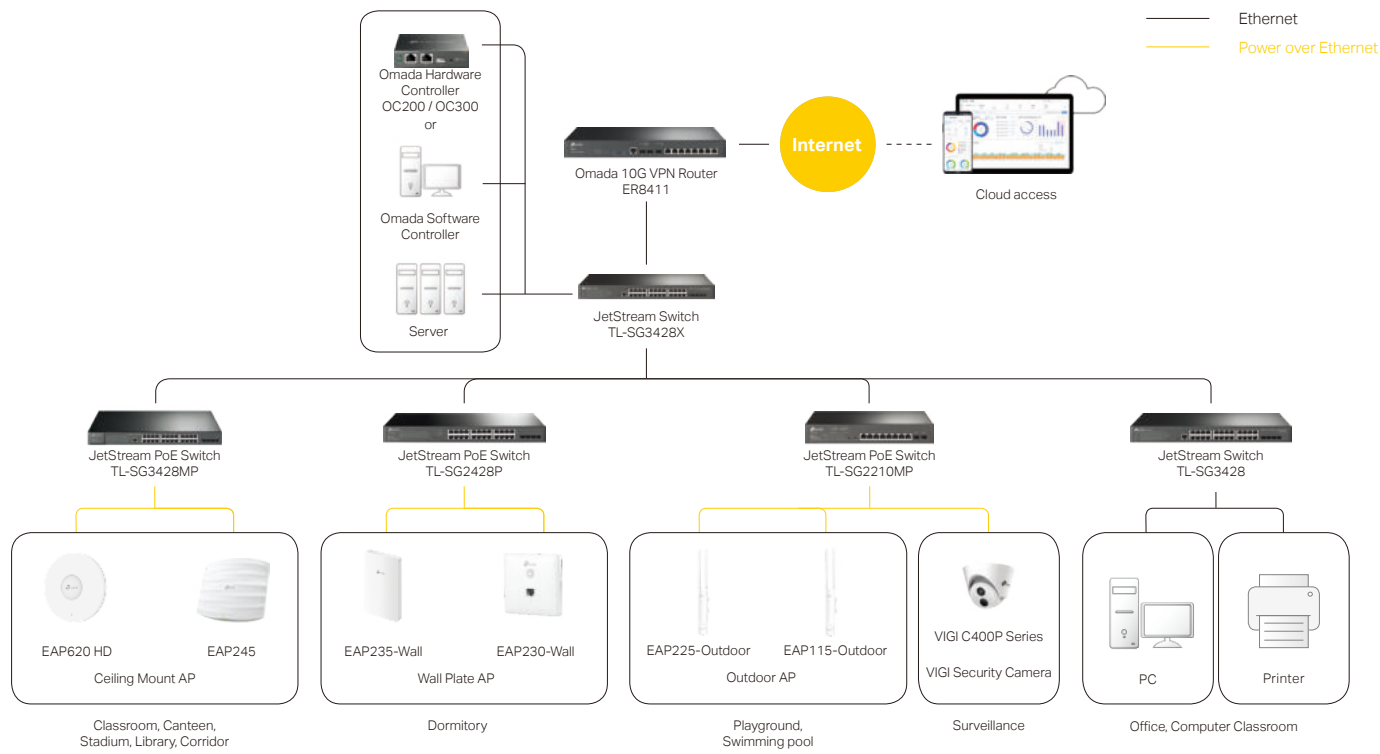 Ethernet
Power over Ethernet
Omada Hardware
Controller
OC200 / OC300
or
Omada Software
Controller
Server
Omada 10G VPN Router
ER8411
Internet
Cloud access
JetStream Switch
TL-SG3428X
JetStream PoE Switch
TL-SG3428MP
JetStream PoE Switch
TL-SG2428P
JetStream PoE Switch
TL-SG2210MP
JetStream Switch
TL-SG3428
EAP620 HD
EAP245
Ceiling Mount AP
Classroom, Canteen,
Stadium, Library, Corridor
EAP235-Wall
EAP230-Wall
Wall Plate AP
Dormitory
EAP225-Outdoor
EAP115-Outdoor
Outdoor AP
Playground,
Swimming pool
VIGI C400P Series
VIGI Security Camera
Surveillance
PC
Printer
Office, Computer Classroom